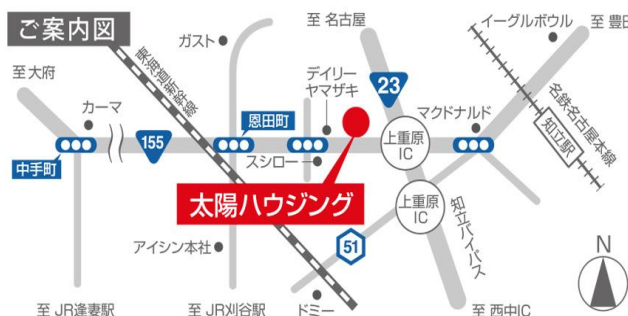 ご案内図
至 名古屋
イーグルボウル
至 豊田
ガスト
東海道新幹線
至 大府
デイリー
ヤマザキ
23
名鉄名古屋本線
カーマ
恩田町
マクドナルド
知立駅
155
上重原
IC
中手町
スシロー
太陽ハウジング
上重原
IC
知立バイパス
アイシン本社
51
N
至 JR逢妻駅
至 JR刈谷駅
ドミー
至 西中IC